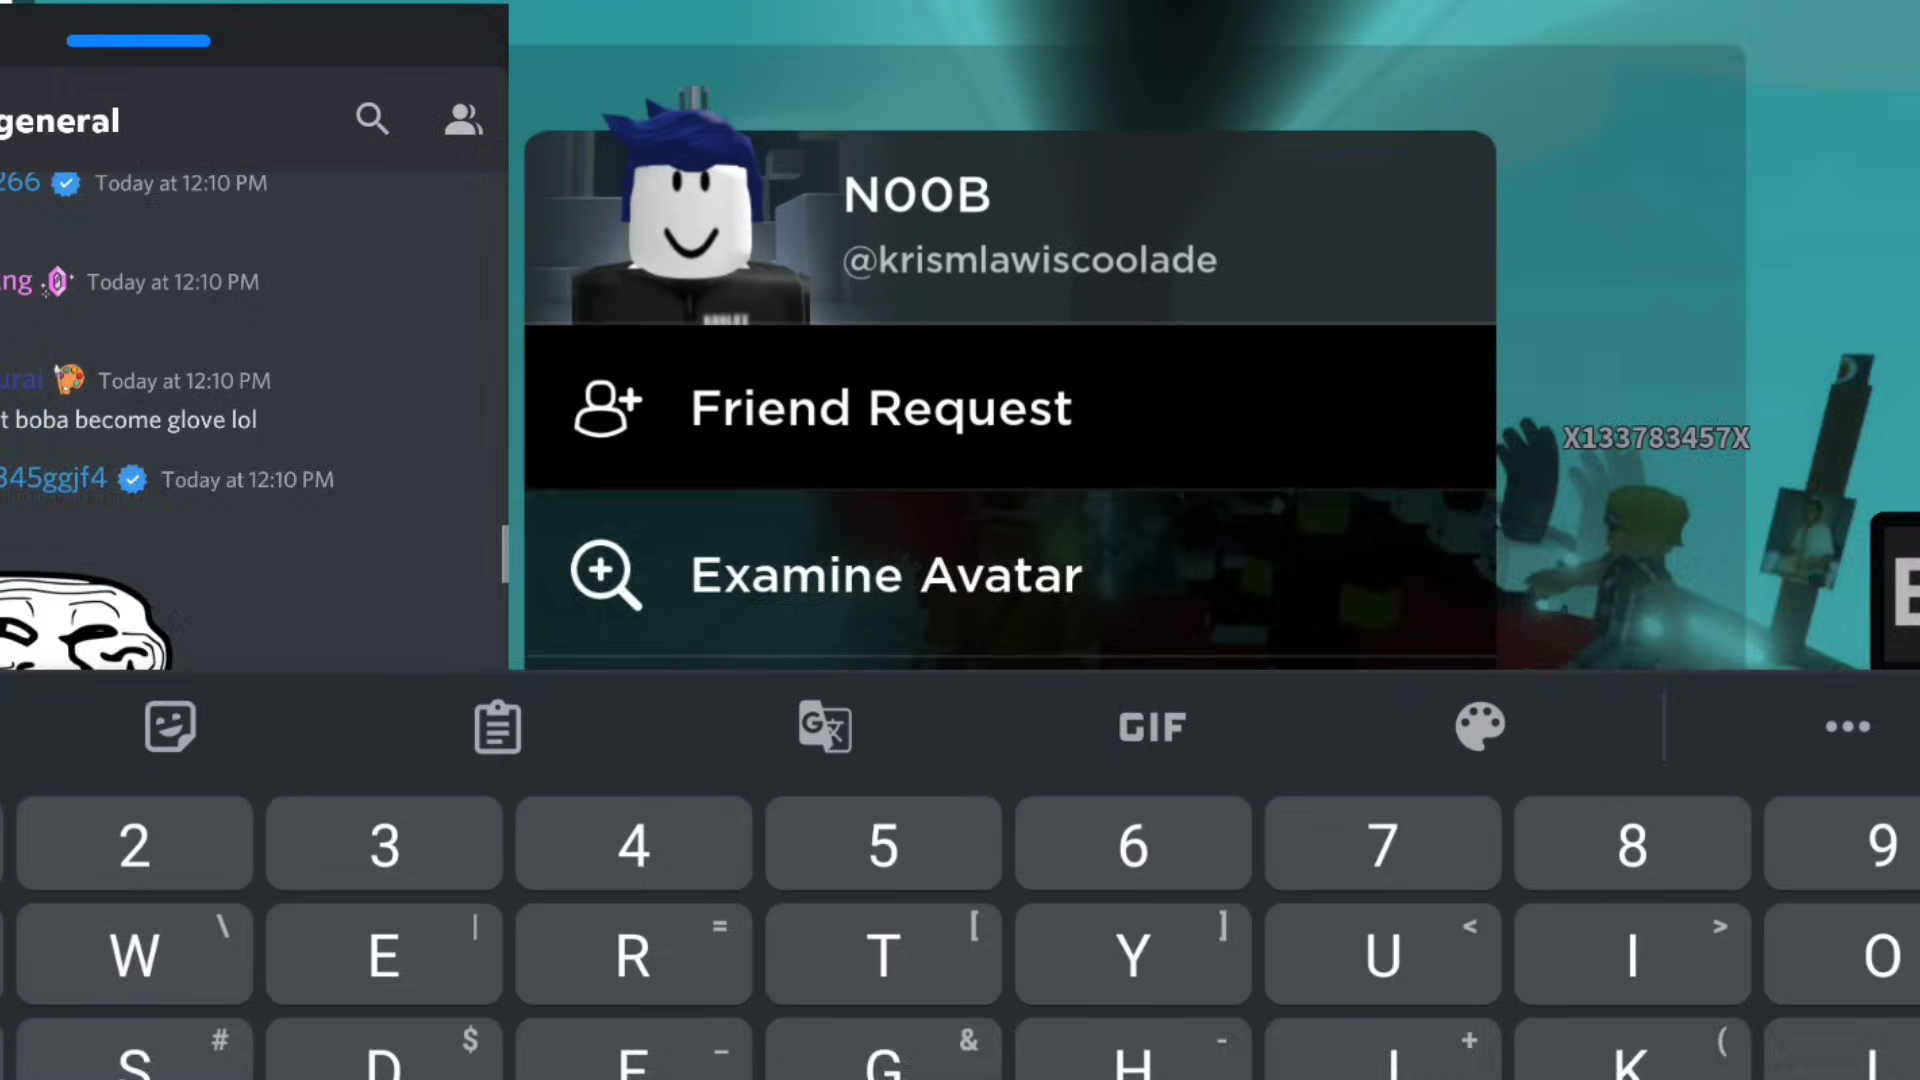 general
266 Today at 12:10 PM
ng Today at 12:10 PM
urai Today at 12:10 PM
t boba become glove lol
345ggjf4 Today at 12:10 PM
N00B
@krismlawiscoolade
Friend Request
Examine Avatar
X133783457X
GIF
2 3 4 5 6 7 8 9
W \ E | R = T [ Y ] U < I > O
S # D $ F _ G & H - J + K ( L